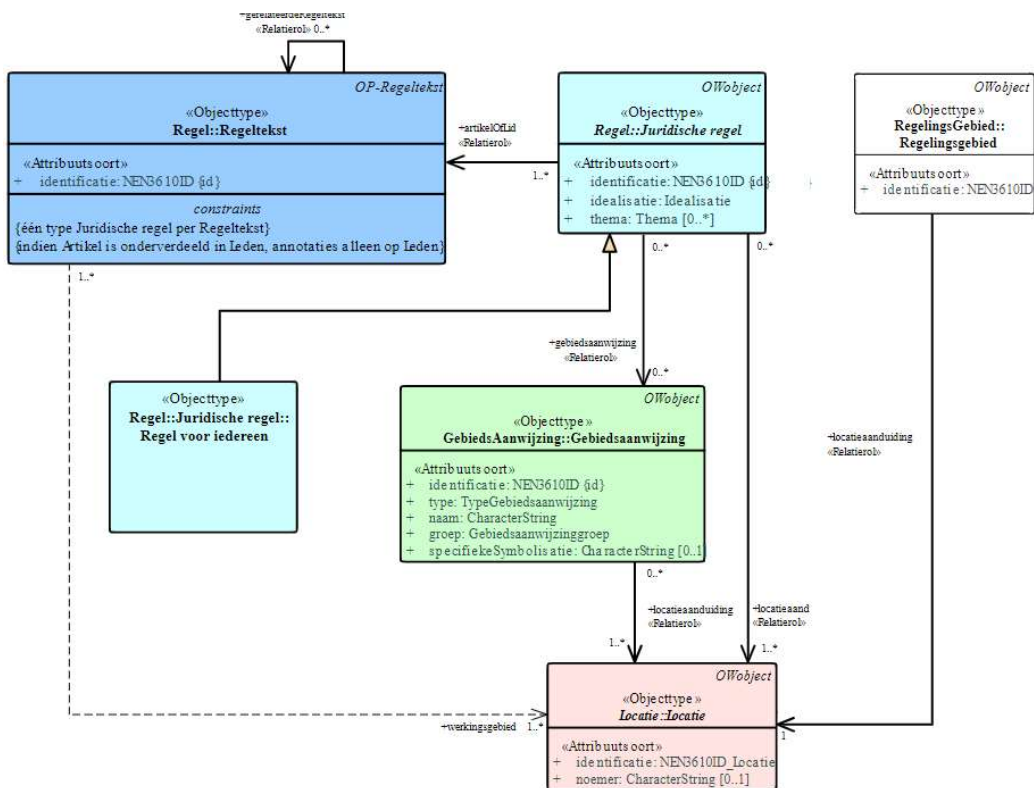 +gerelateerdeRegeltekst
«Relatierol» 0..*
OP-Regeltekst
«Objecttype»
Regel::Regeltekst
«Attribuutsoort»
+ identificatie: NEN3610ID {id}
constraints
{één type Juridische regel per Regeltekst}
{indien Artikel is onderverdeeld in Leden, annotaties alleen op Leden}
1..*
+artikelOfLid
«Relatierol»
1..*
OWobject
«Objecttype»
Regel::Juridische regel
«Attribuutsoort»
+ identificatie: NEN3610ID {id}
+ idealisatie: Idealisatie
+ thema: Thema [0..*]
0..*
0..*
OWobject
«Objecttype»
RegelingsGebied::
Regelingsgebied
«Attribuutsoort»
+ identificatie: NEN3610ID
+gebiedsaanwijzing
«Relatierol»
0..*
«Objecttype»
Regel::Juridische regel::
Regel voor iedereen
OWobject
«Objecttype»
GebiedsAanwijzing::Gebiedsaanwijzing
«Attribuutsoort»
+ identificatie: NEN3610ID {id}
+ type: TypeGebiedsaanwijzing
+ naam: CharacterString
+ groep: Gebiedsaanwijzinggroep
+ specifiekeSymbolisatie: CharacterString [0..1]
0..*
+locatieaanduiding
«Relatierol»
+locatieaanduiding
«Relatierol»
1..*
+locatieaand
«Relatierol»
1..*
OWobject
«Objecttype»
Locatie::Locatie
«Attribuutsoort»
+ identificatie: NEN3610ID_Locatie
+ noemer: CharacterString [0..1]
+werkingsgebied 1..*
1